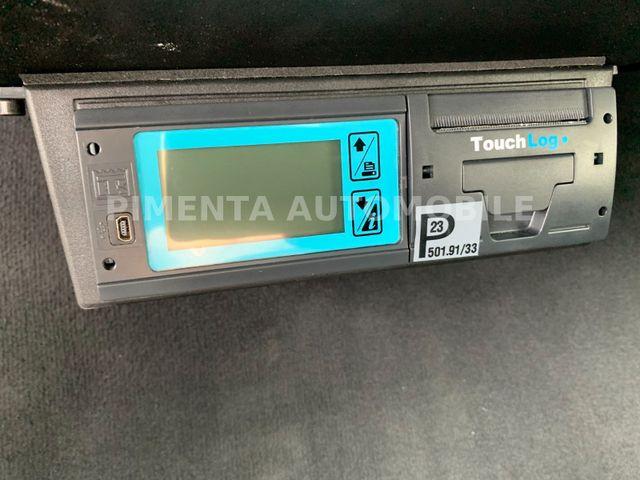 TouchLog
PIMENTA AUTOMOBILE
i
P
23
501.91/33